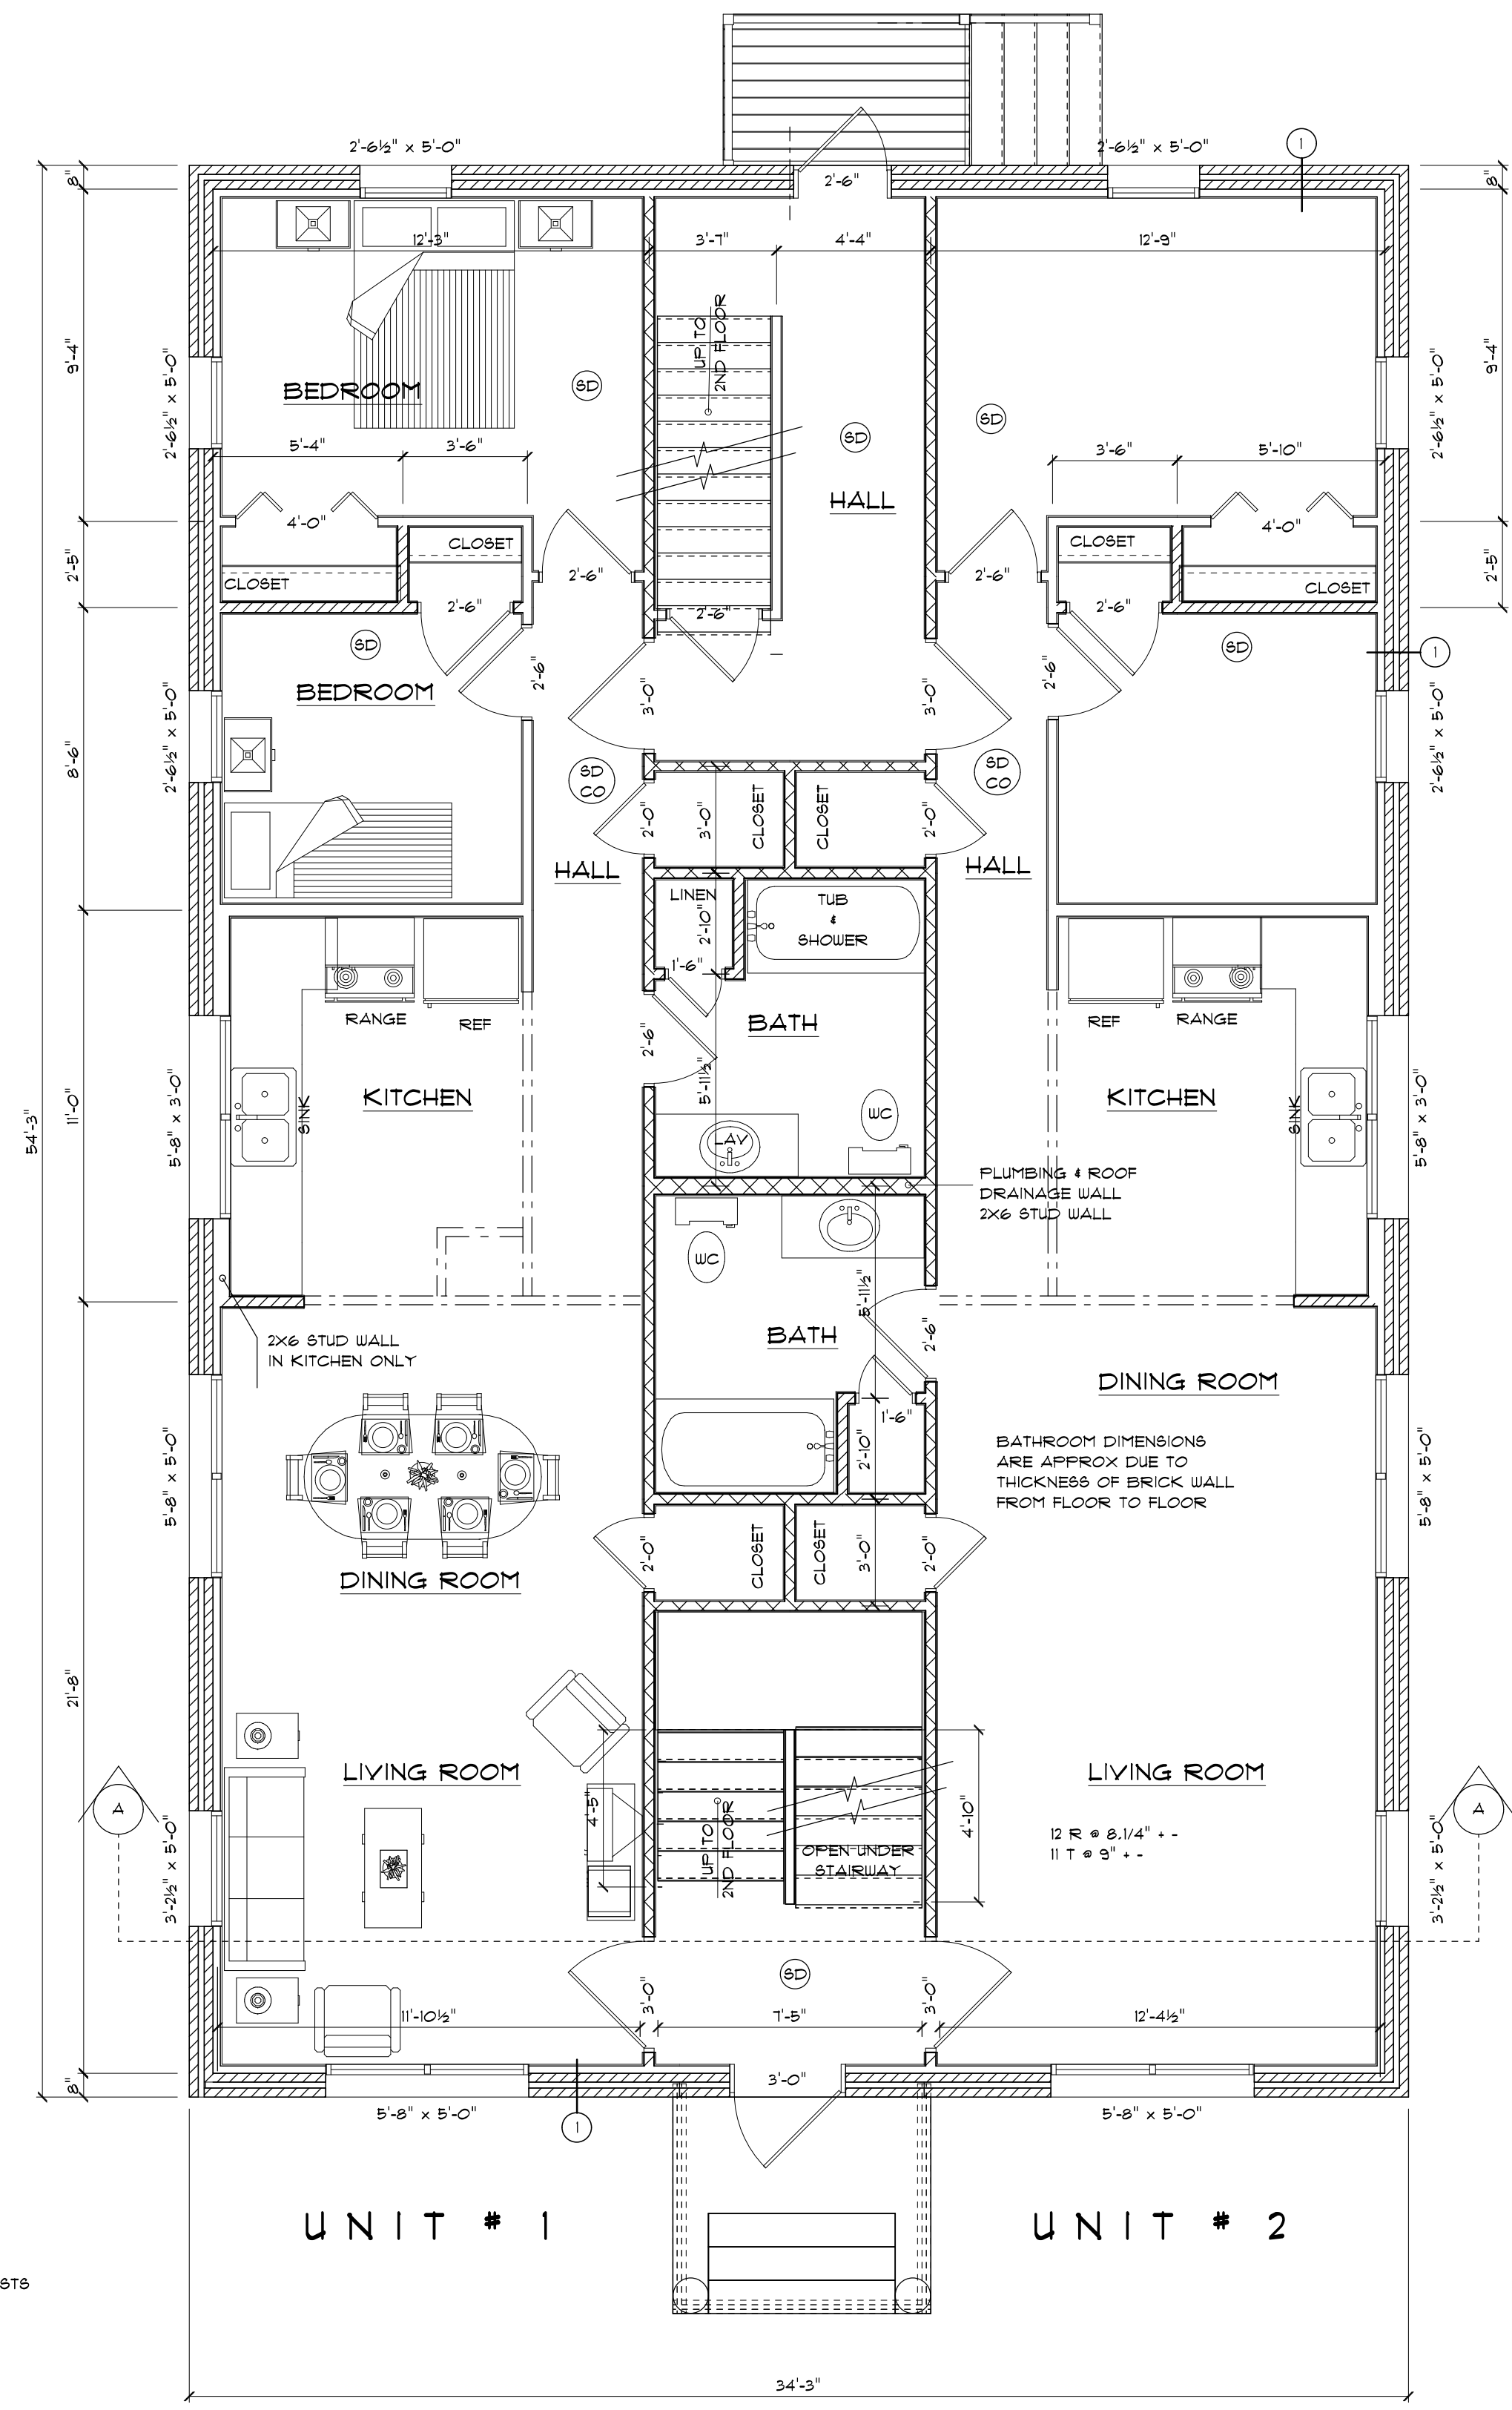 2'-6½" x 5'-0"
2'-6½" x 5'-0"
1
8"
8"
2'-6"
12'-3"
3'-7"
4'-4"
12'-9"
UP TO
2ND FLOOR
9'-4"
2'-6½" x 5'-0"
2'-6½" x 5'-0"
9'-4"
BEDROOM
SD
SD
SD
5'-4"
3'-6"
3'-6"
5'-10"
HALL
4'-0"
4'-0"
CLOSET
CLOSET
2'-5"
2'-5"
CLOSET
2'-6"
2'-6"
CLOSET
2'-6"
2'-6"
2'-6"
SD
SD
1
BEDROOM
2'-6"
3'-0"
3'-0"
2'-6"
2'-6½" x 5'-0"
2'-6½" x 5'-0"
8'-6"
SD
CO
SD
CO
2'-0"
3'-0"
CLOSET
CLOSET
2'-0"
HALL
HALL
LINEN
2'-10"
1'-6"
TUB
&
SHOWER
RANGE
REF
REF
RANGE
BATH
2'-6"
5'-11½"
KITCHEN
KITCHEN
SINK
SINK
11'-0"
54'-3"
5'-8" x 3'-0"
5'-8" x 3'-0"
LAV
WC
PLUMBING & ROOF
DRAINAGE WALL
2X6 STUD WALL
WC
5'-11½"
2X6 STUD WALL
IN KITCHEN ONLY
BATH
2'-6"
DINING ROOM
1'-6"
2'-10"
BATHROOM DIMENSIONS
ARE APPROX DUE TO
THICKNESS OF BRICK WALL
FROM FLOOR TO FLOOR
5'-8" x 5'-0"
5'-8" x 5'-0"
2'-0"
CLOSET
CLOSET
3'-0"
2'-0"
DINING ROOM
21'-8"
LIVING ROOM
LIVING ROOM
A
A
4'-5"
UP TO
2ND FLOOR
OPEN UNDER
STAIRWAY
4'-10"
12 R @ 8.1/4" + -
11 T @ 9" + -
3'-2½" x 5'-0"
3'-2½" x 5'-0"
SD
3'-0"
3'-0"
11'-10½"
7'-5"
12'-4½"
8"
3'-0"
5'-8" x 5'-0"
5'-8" x 5'-0"
1
UNIT # 1
UNIT # 2
STS
34'-3"